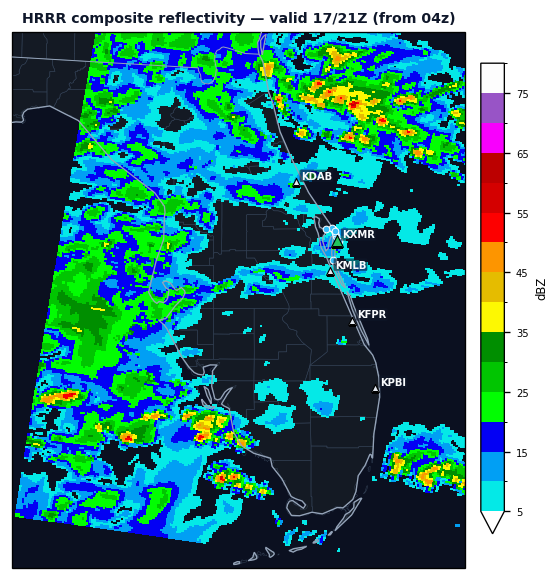 HRRR composite reflectivity — valid 17/21Z (from 04z)
KDAB
KXMR
KMLB
KFPR
KPBI
75
65
55
45
35
25
15
5
dBZ